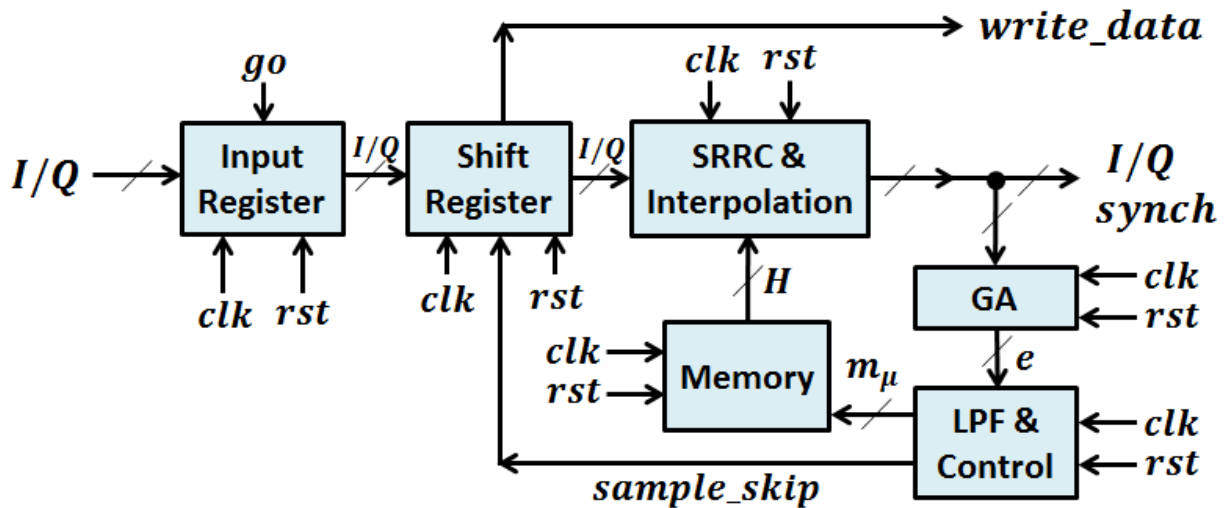 write_data
go
clk rst
I/Q
Input
Register
I/Q
Shift
Register
I/Q
SRRC &
Interpolation
I/Q
synch
clk rst
clk
rst
H
GA
clk
rst
clk
rst
Memory
mμ
e
LPF &
Control
clk
rst
sample_skip